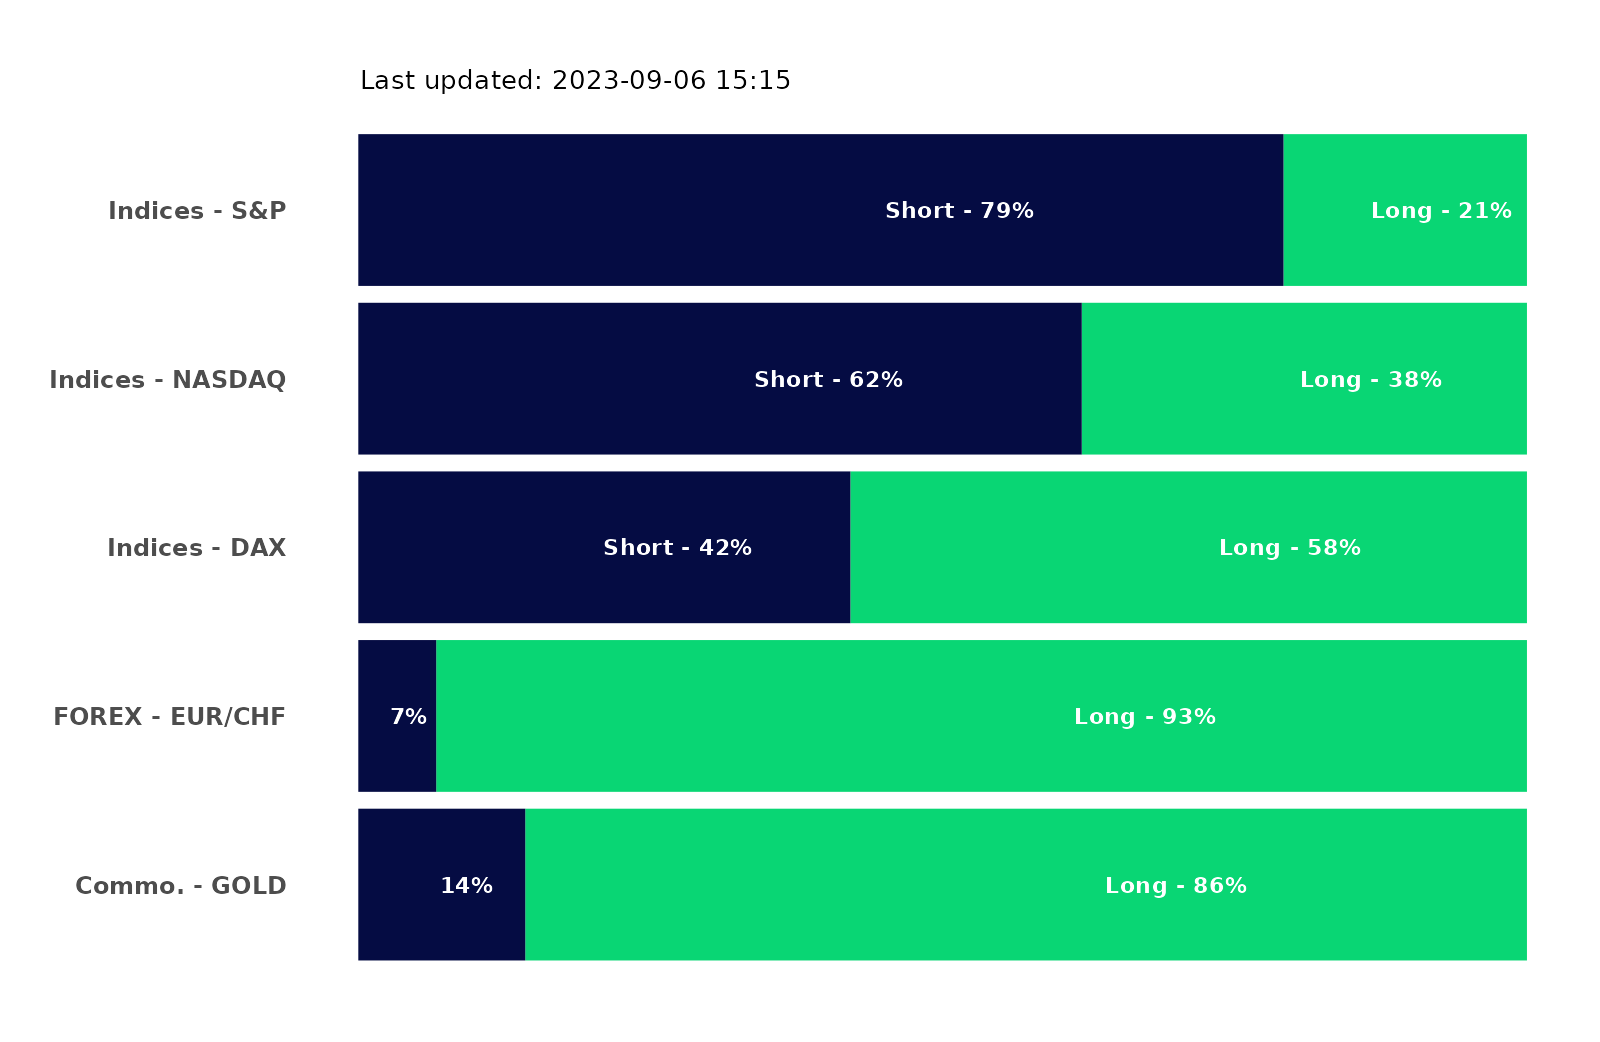 Last updated: 2023-09-06 15:15
Indices - S&P Short - 79% Long - 21%
Indices - NASDAQ Short - 62% Long - 38%
Indices - DAX Short - 42% Long - 58%
FOREX - EUR/CHF 7% Long - 93%
Commo. - GOLD 14% Long - 86%